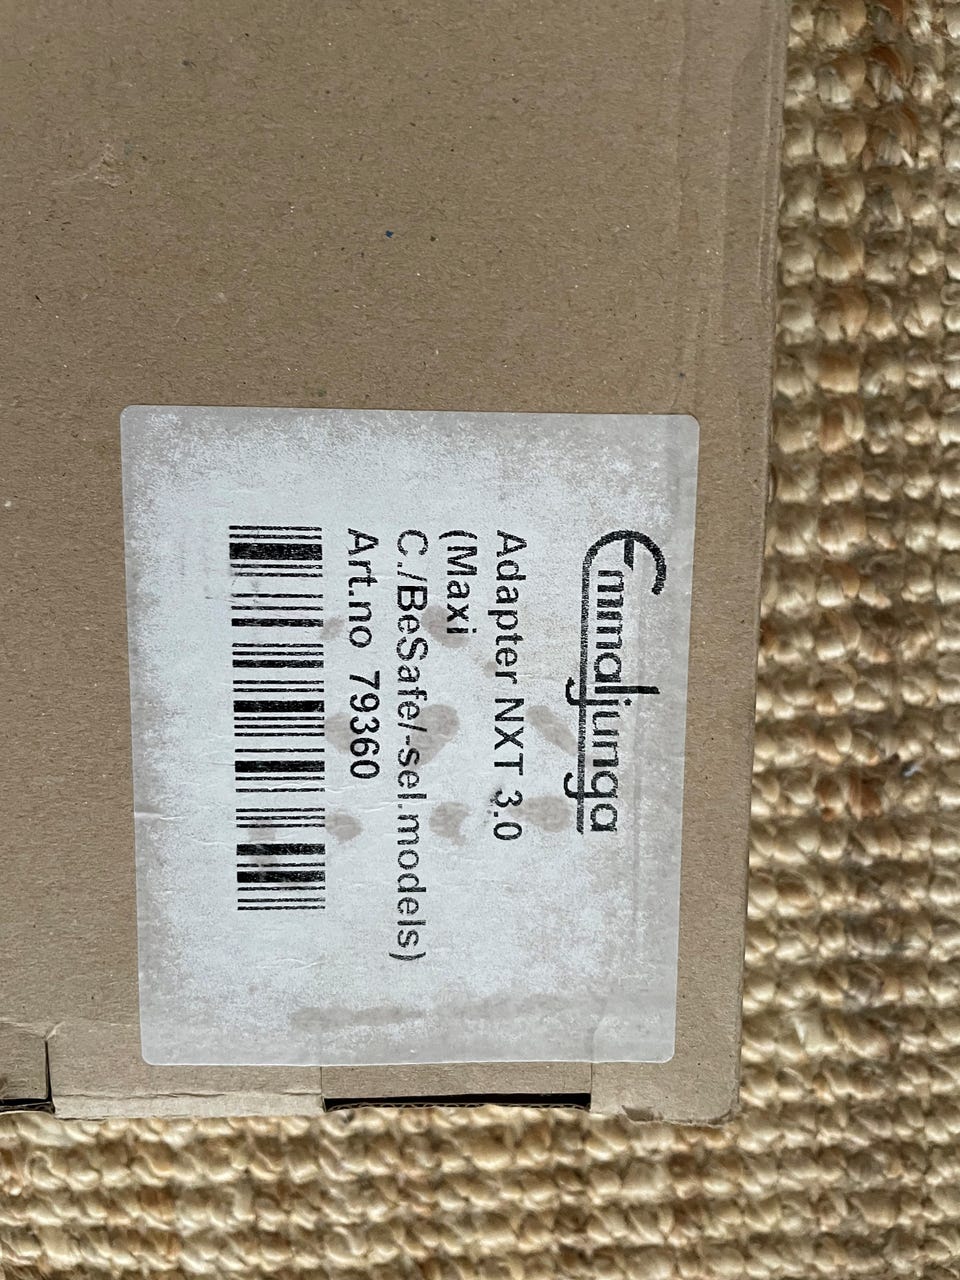 Emmaljunga
Adapter NXT 3.0
(Maxi
C./BeSafe/-sel.models)
Art.no 79360